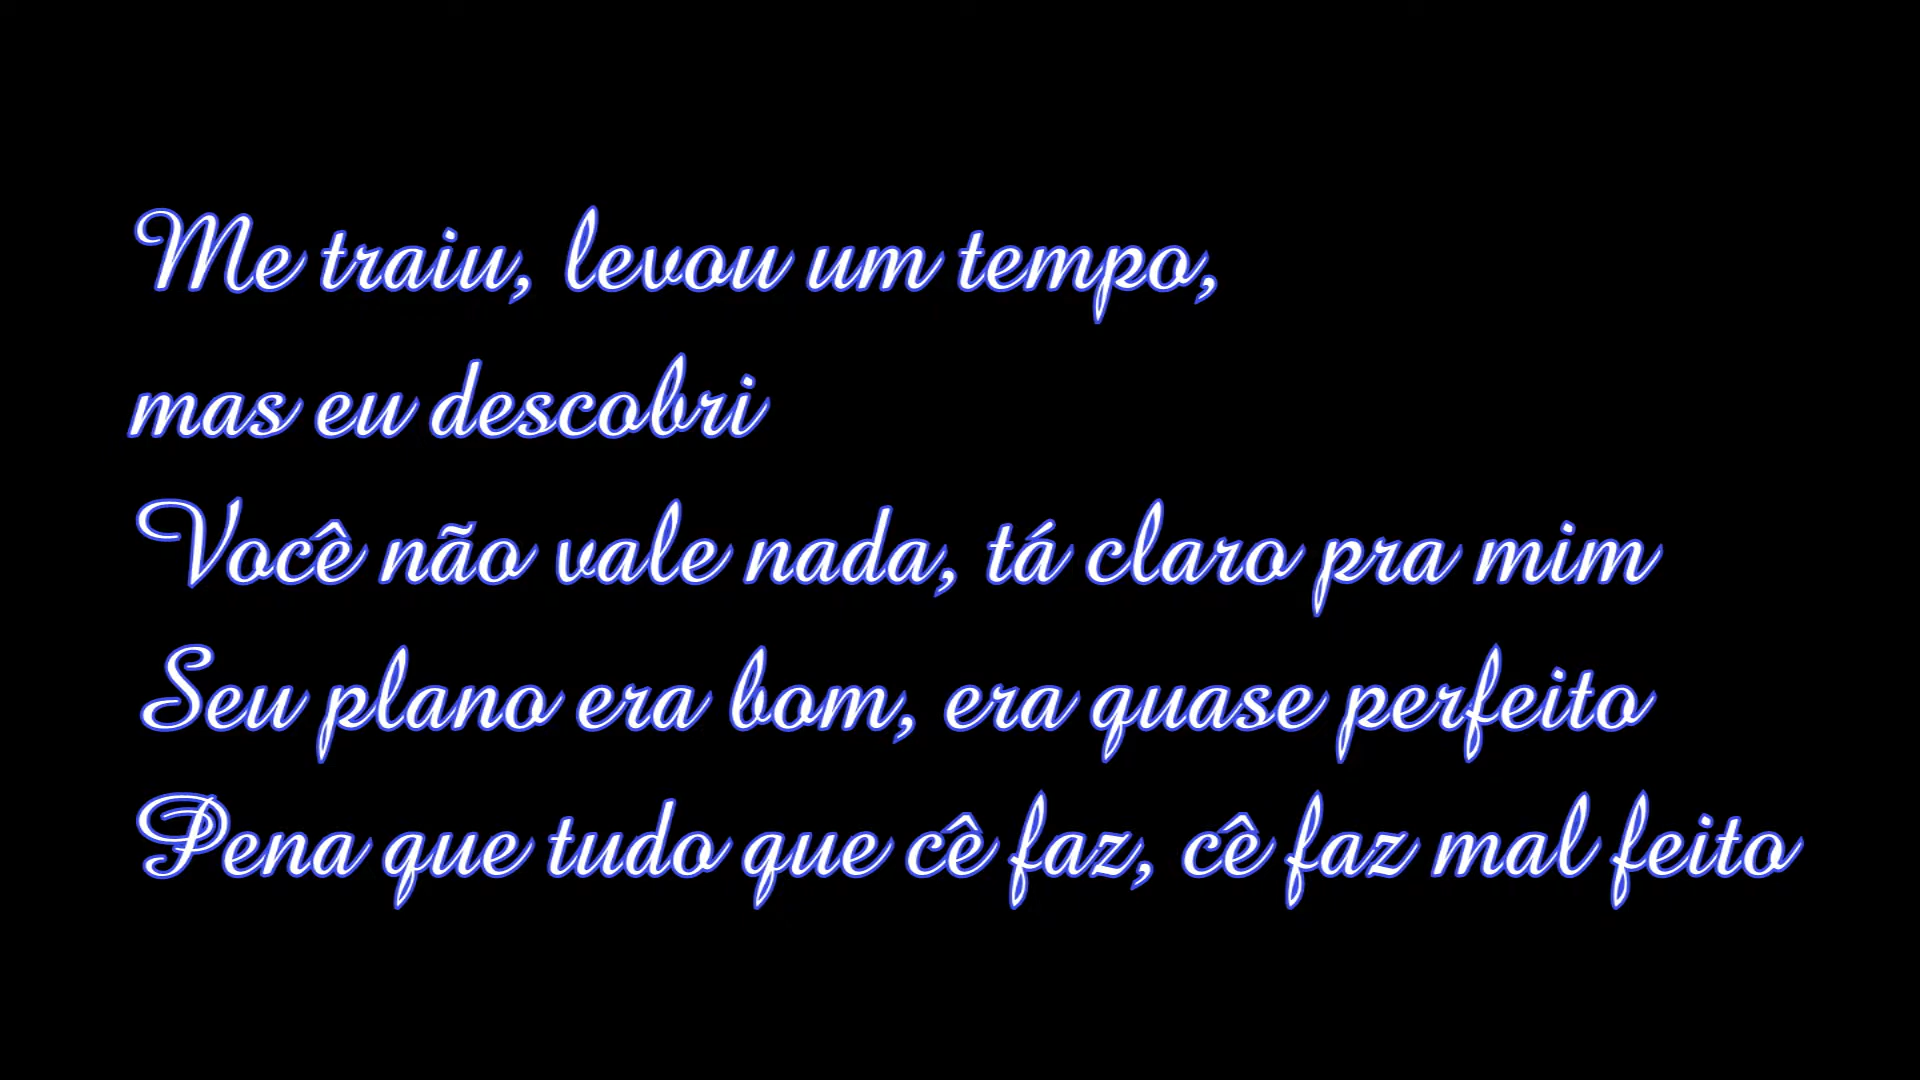 Me traiu, levou um tempo,
mas eu descobri
Você não vale nada, tá claro pra mim
Seu plano era bom, era quase perfeito
Pena que tudo que cê faz, cê faz mal feito